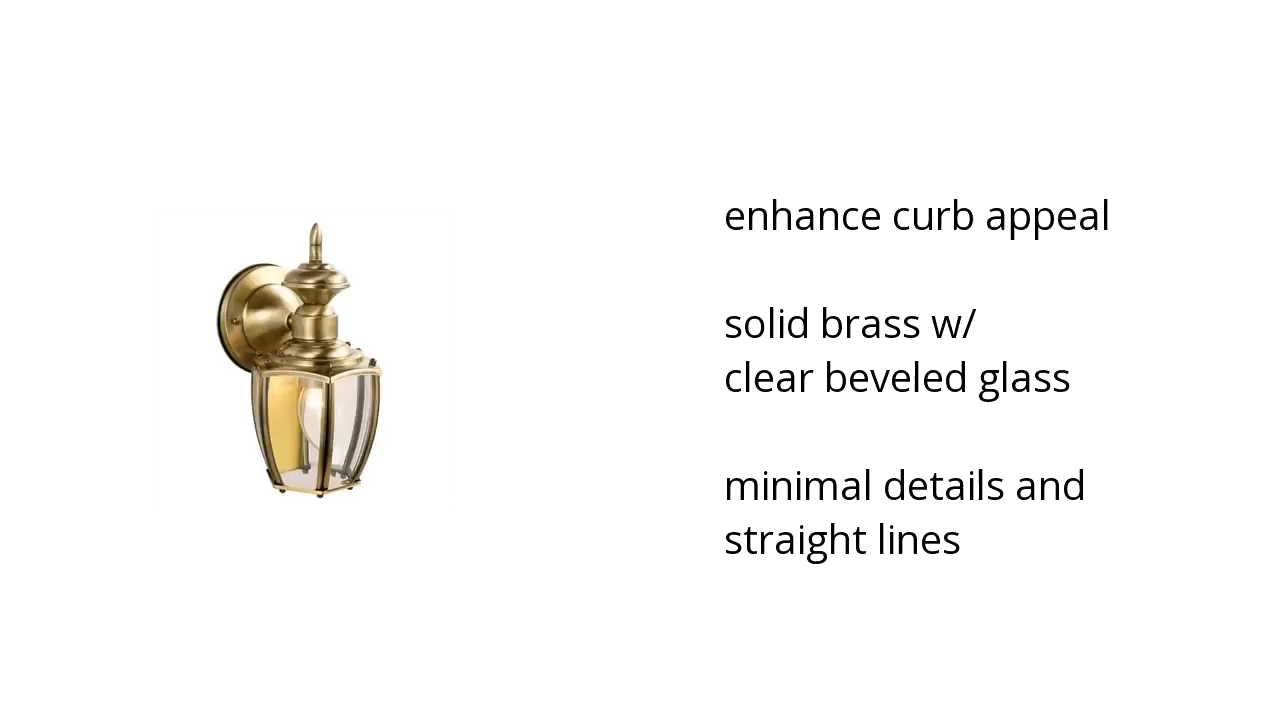 enhance curb appeal
solid brass w/
clear beveled glass
minimal details and
straight lines